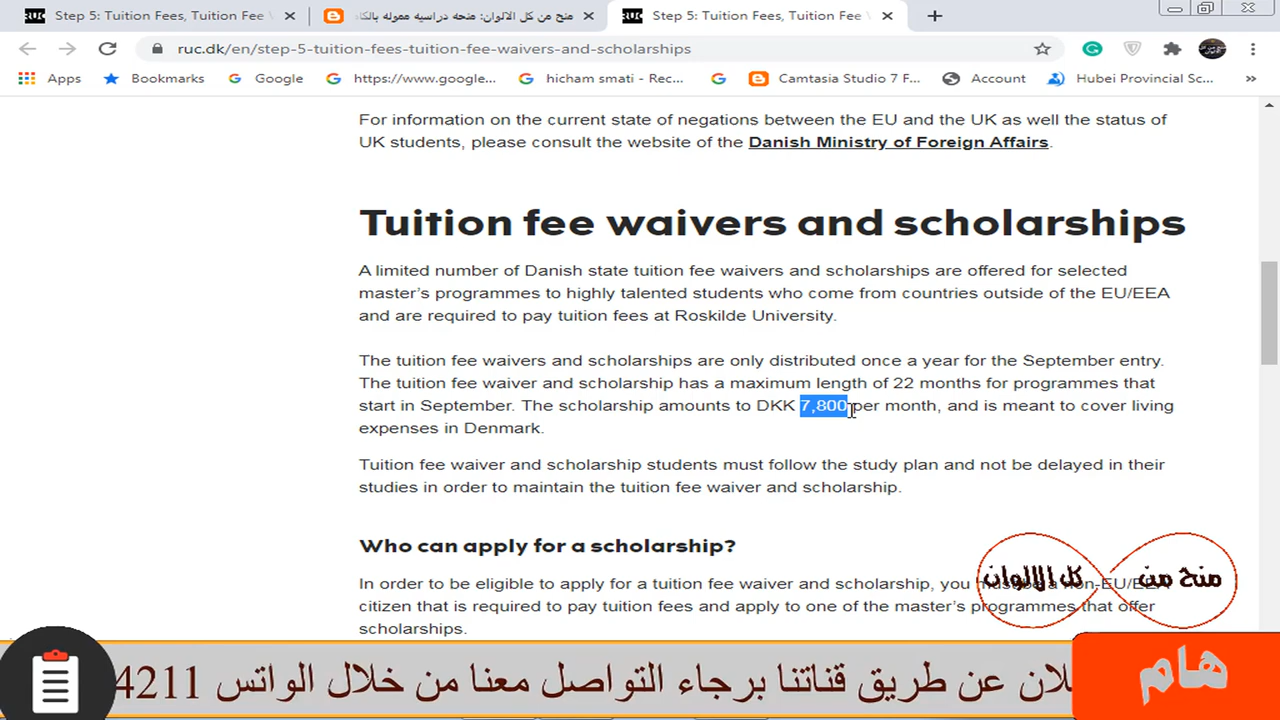 Step 5: Tuition Fees, Tuition Fee
منحه من كل الالوان: منحه دراسيه مموله بالكا
Step 5: Tuition Fees, Tuition Fee
ruc.dk/en/step-5-tuition-fees-tuition-fee-waivers-and-scholarships
Apps Bookmarks Google https://www.google... hicham smati - Rec... Camtasia Studio 7 F... Account Hubei Provincial Sc... »
For information on the current state of negations between the EU and the UK as well the status of
UK students, please consult the website of the Danish Ministry of Foreign Affairs.
Tuition fee waivers and scholarships
A limited number of Danish state tuition fee waivers and scholarships are offered for selected
master's programmes to highly talented students who come from countries outside of the EU/EEA
and are required to pay tuition fees at Roskilde University.
The tuition fee waivers and scholarships are only distributed once a year for the September entry.
The tuition fee waiver and scholarship has a maximum length of 22 months for programmes that
start in September. The scholarship amounts to DKK 7,800 per month, and is meant to cover living
expenses in Denmark.
Tuition fee waiver and scholarship students must follow the study plan and not be delayed in their
studies in order to maintain the tuition fee waiver and scholarship.
Who can apply for a scholarship?
In order to be eligible to apply for a tuition fee waiver and scholarship, you must be a non-EU/EEA
citizen that is required to pay tuition fees and apply to one of the master's programmes that offer
scholarships.
منح من كل الالوان
هام
لان عن طريق قناتنا برجاء التواصل معنا من خلال الواتس 4211